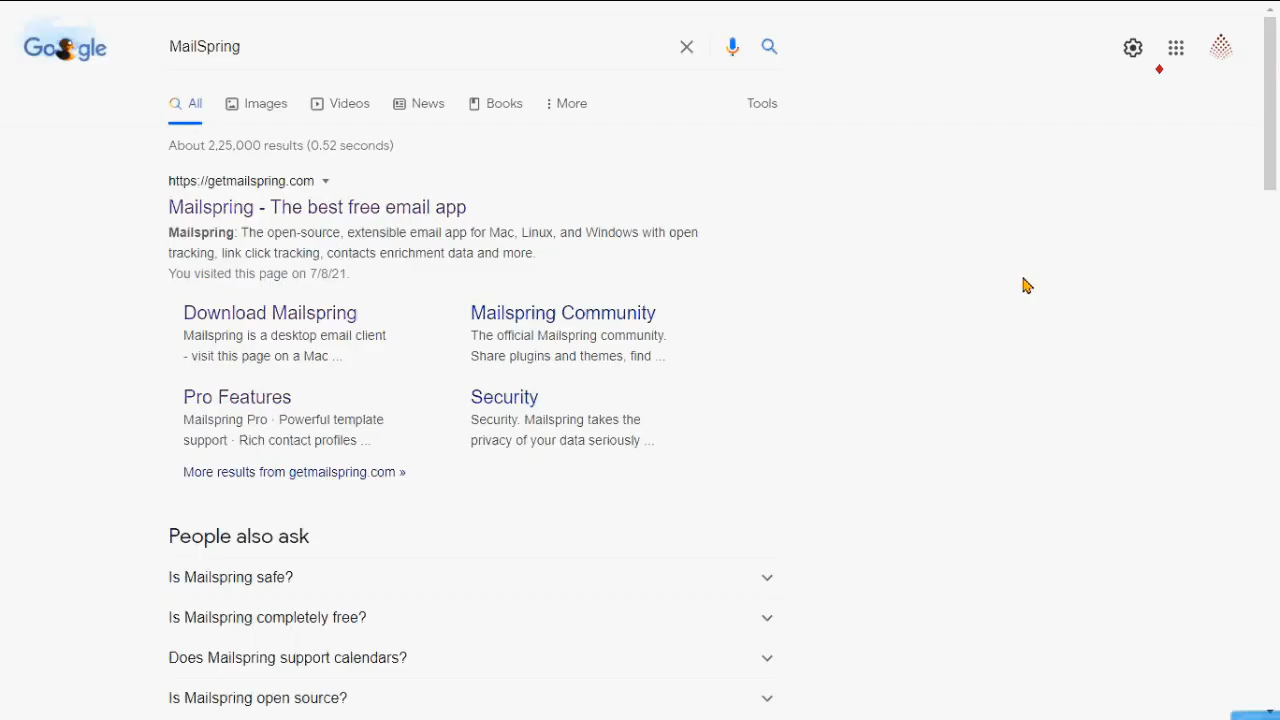 Google
MailSpring
All
Images
Videos
News
Books
More
Tools
About 2,25,000 results (0.52 seconds)
https://getmailspring.com
Mailspring - The best free email app
Mailspring: The open-source, extensible email app for Mac, Linux, and Windows with open
tracking, link click tracking, contacts enrichment data and more.
You visited this page on 7/8/21.
Download Mailspring
Mailspring is a desktop email client
- visit this page on a Mac ...
Mailspring Community
The official Mailspring community.
Share plugins and themes, find ...
Pro Features
Mailspring Pro · Powerful template
support · Rich contact profiles ...
Security
Security. Mailspring takes the
privacy of your data seriously ...
More results from getmailspring.com »
People also ask
Is Mailspring safe?
Is Mailspring completely free?
Does Mailspring support calendars?
Is Mailspring open source?